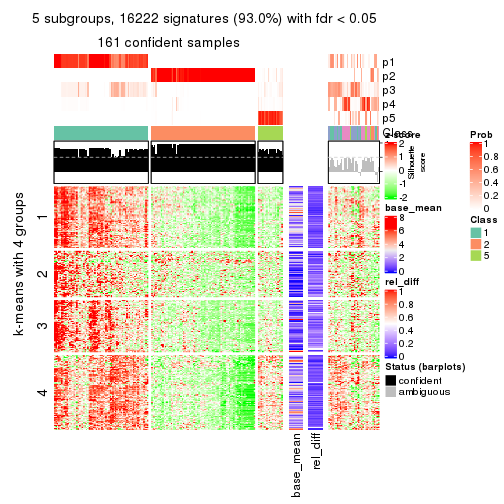 5 subgroups, 16222 signatures (93.0%) with fdr < 0.05
161 confident samples
p1
p2
p3
p4
p5
Class
Silhouette
score
k-means with 4 groups
1
2
3
4
base_mean
rel_diff
z-score
2
1
0
-1
-2
base_mean
8
6
4
2
0
rel_diff
1
0.8
0.6
0.4
0.2
0
Status (barplots)
confident
ambiguous
Prob
1
0.8
0.6
0.4
0.2
0
Class
1
2
5